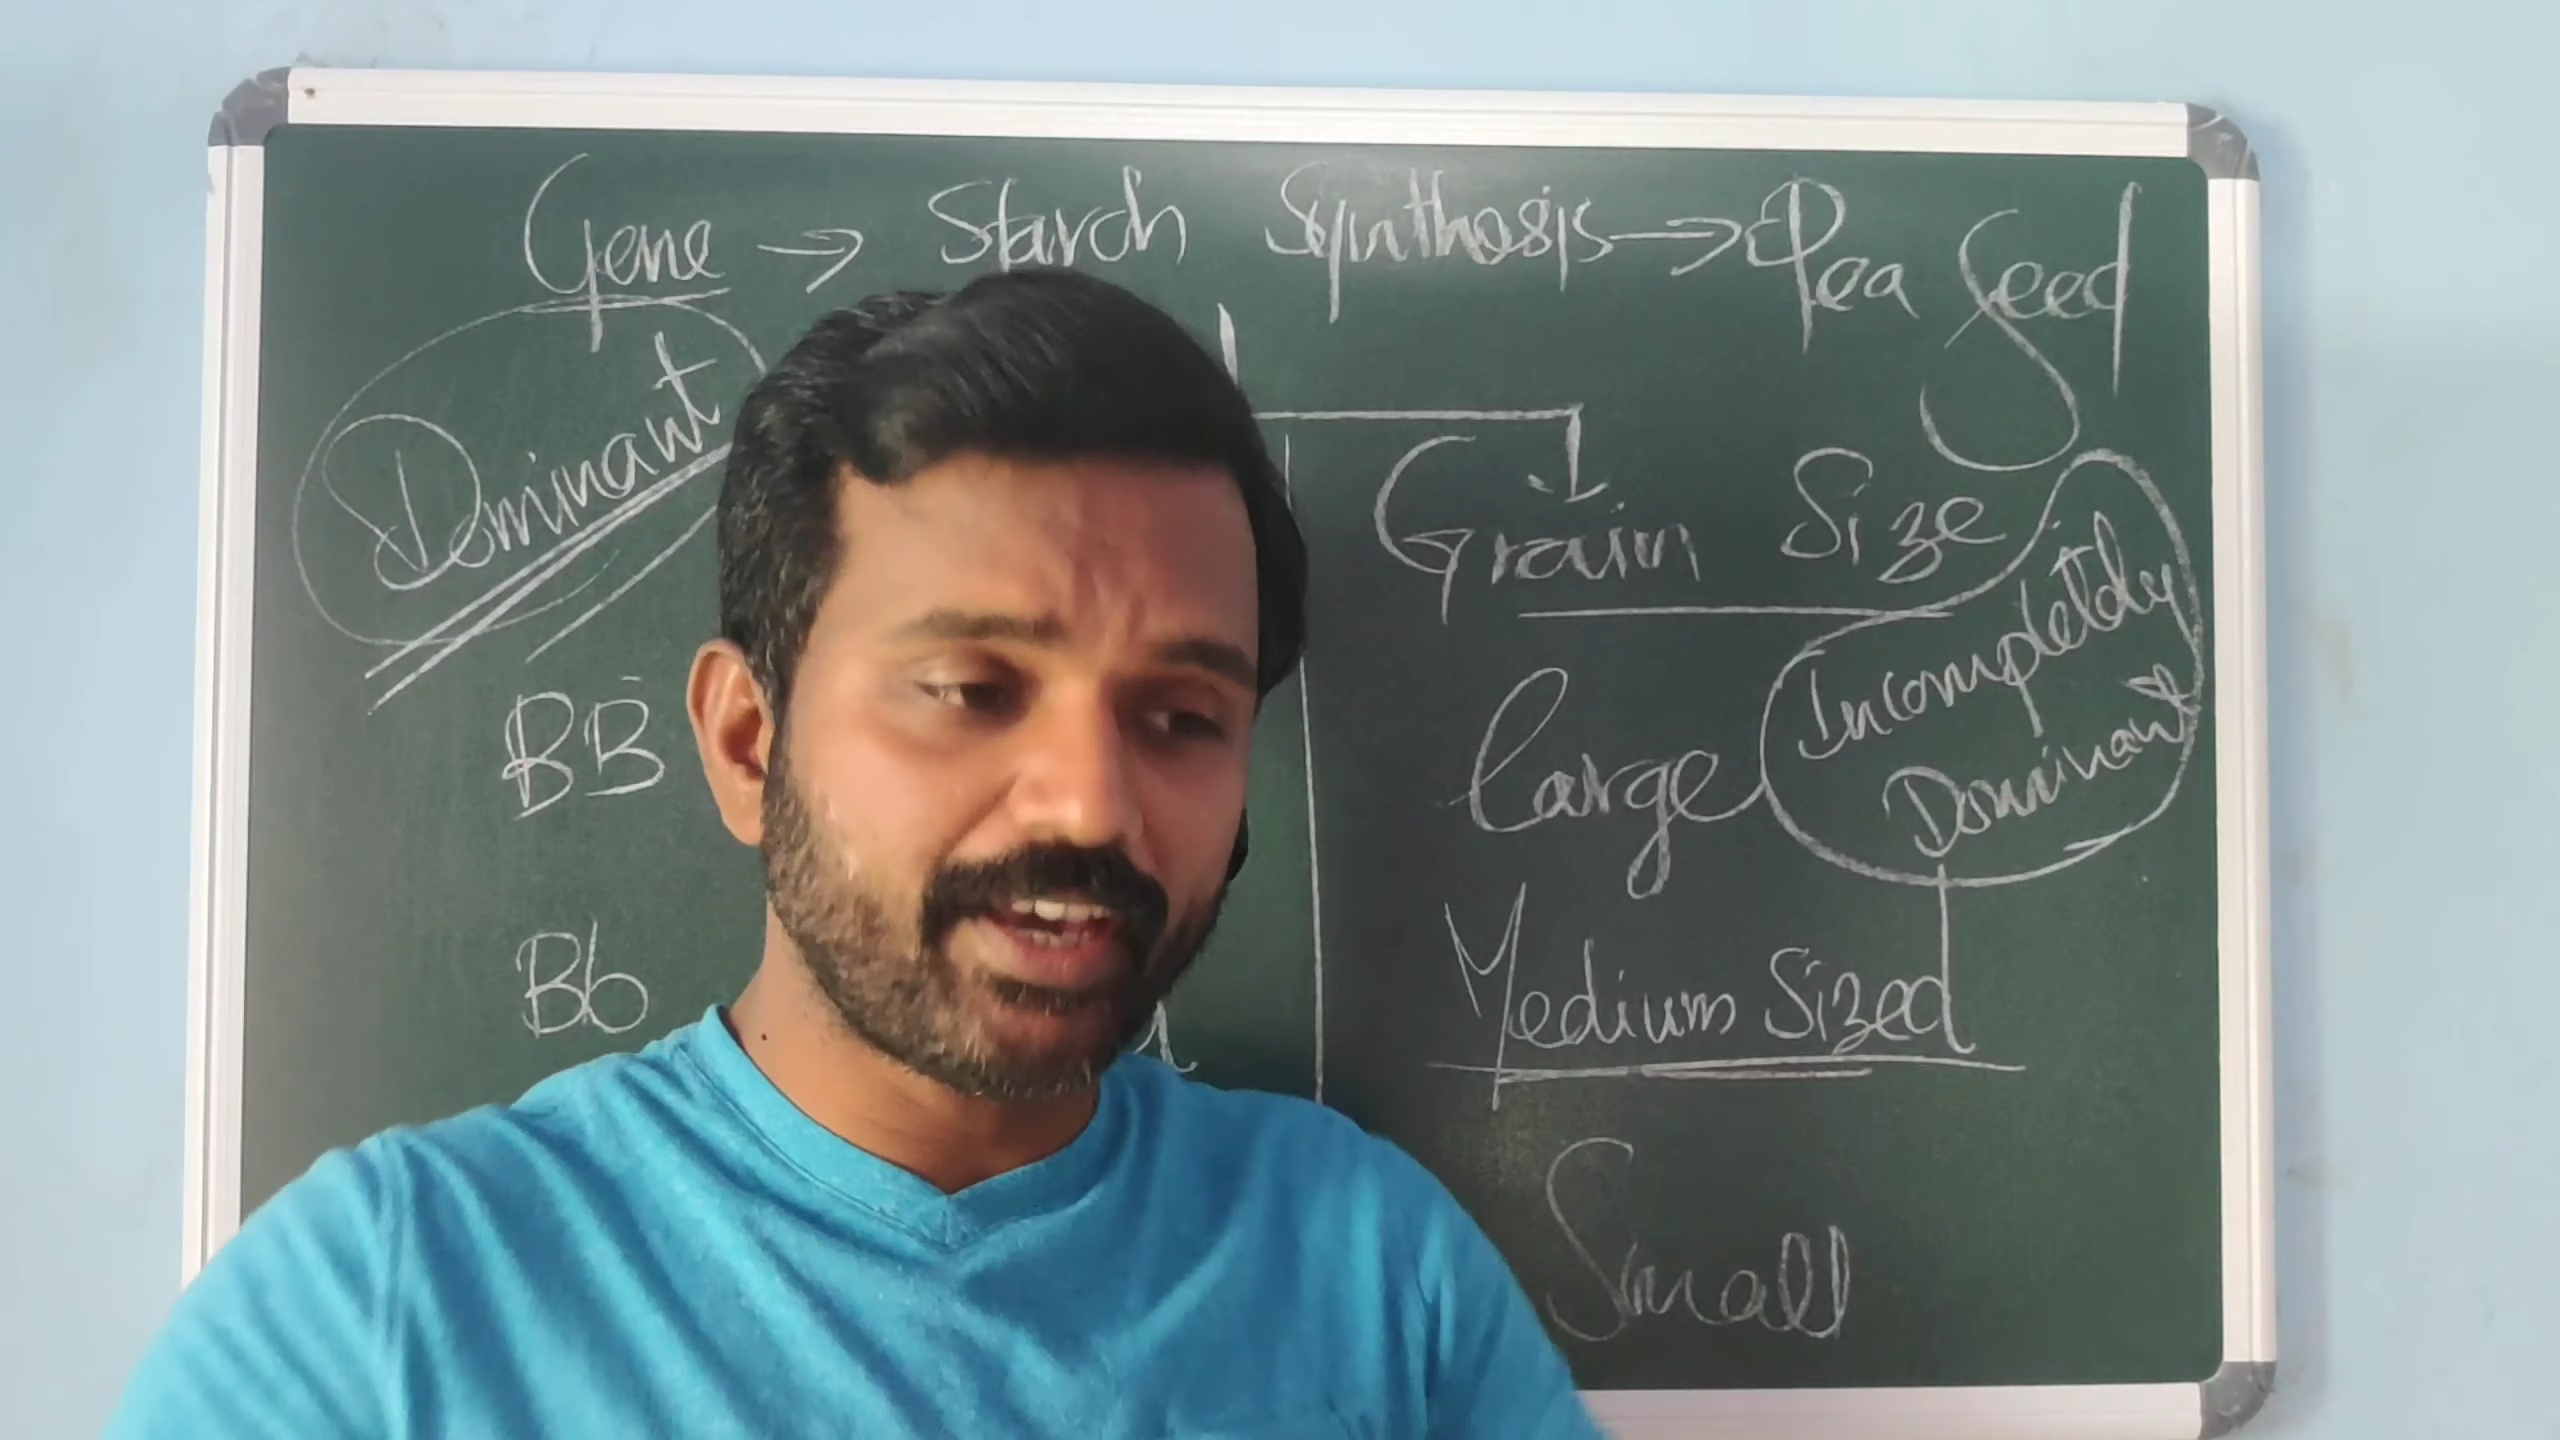 Gene → Starch Synthesis → Pea Seed
Dominant
Grain Size
Incompletely
Dominant
BB
Large
Bb
Medium Sized
Small